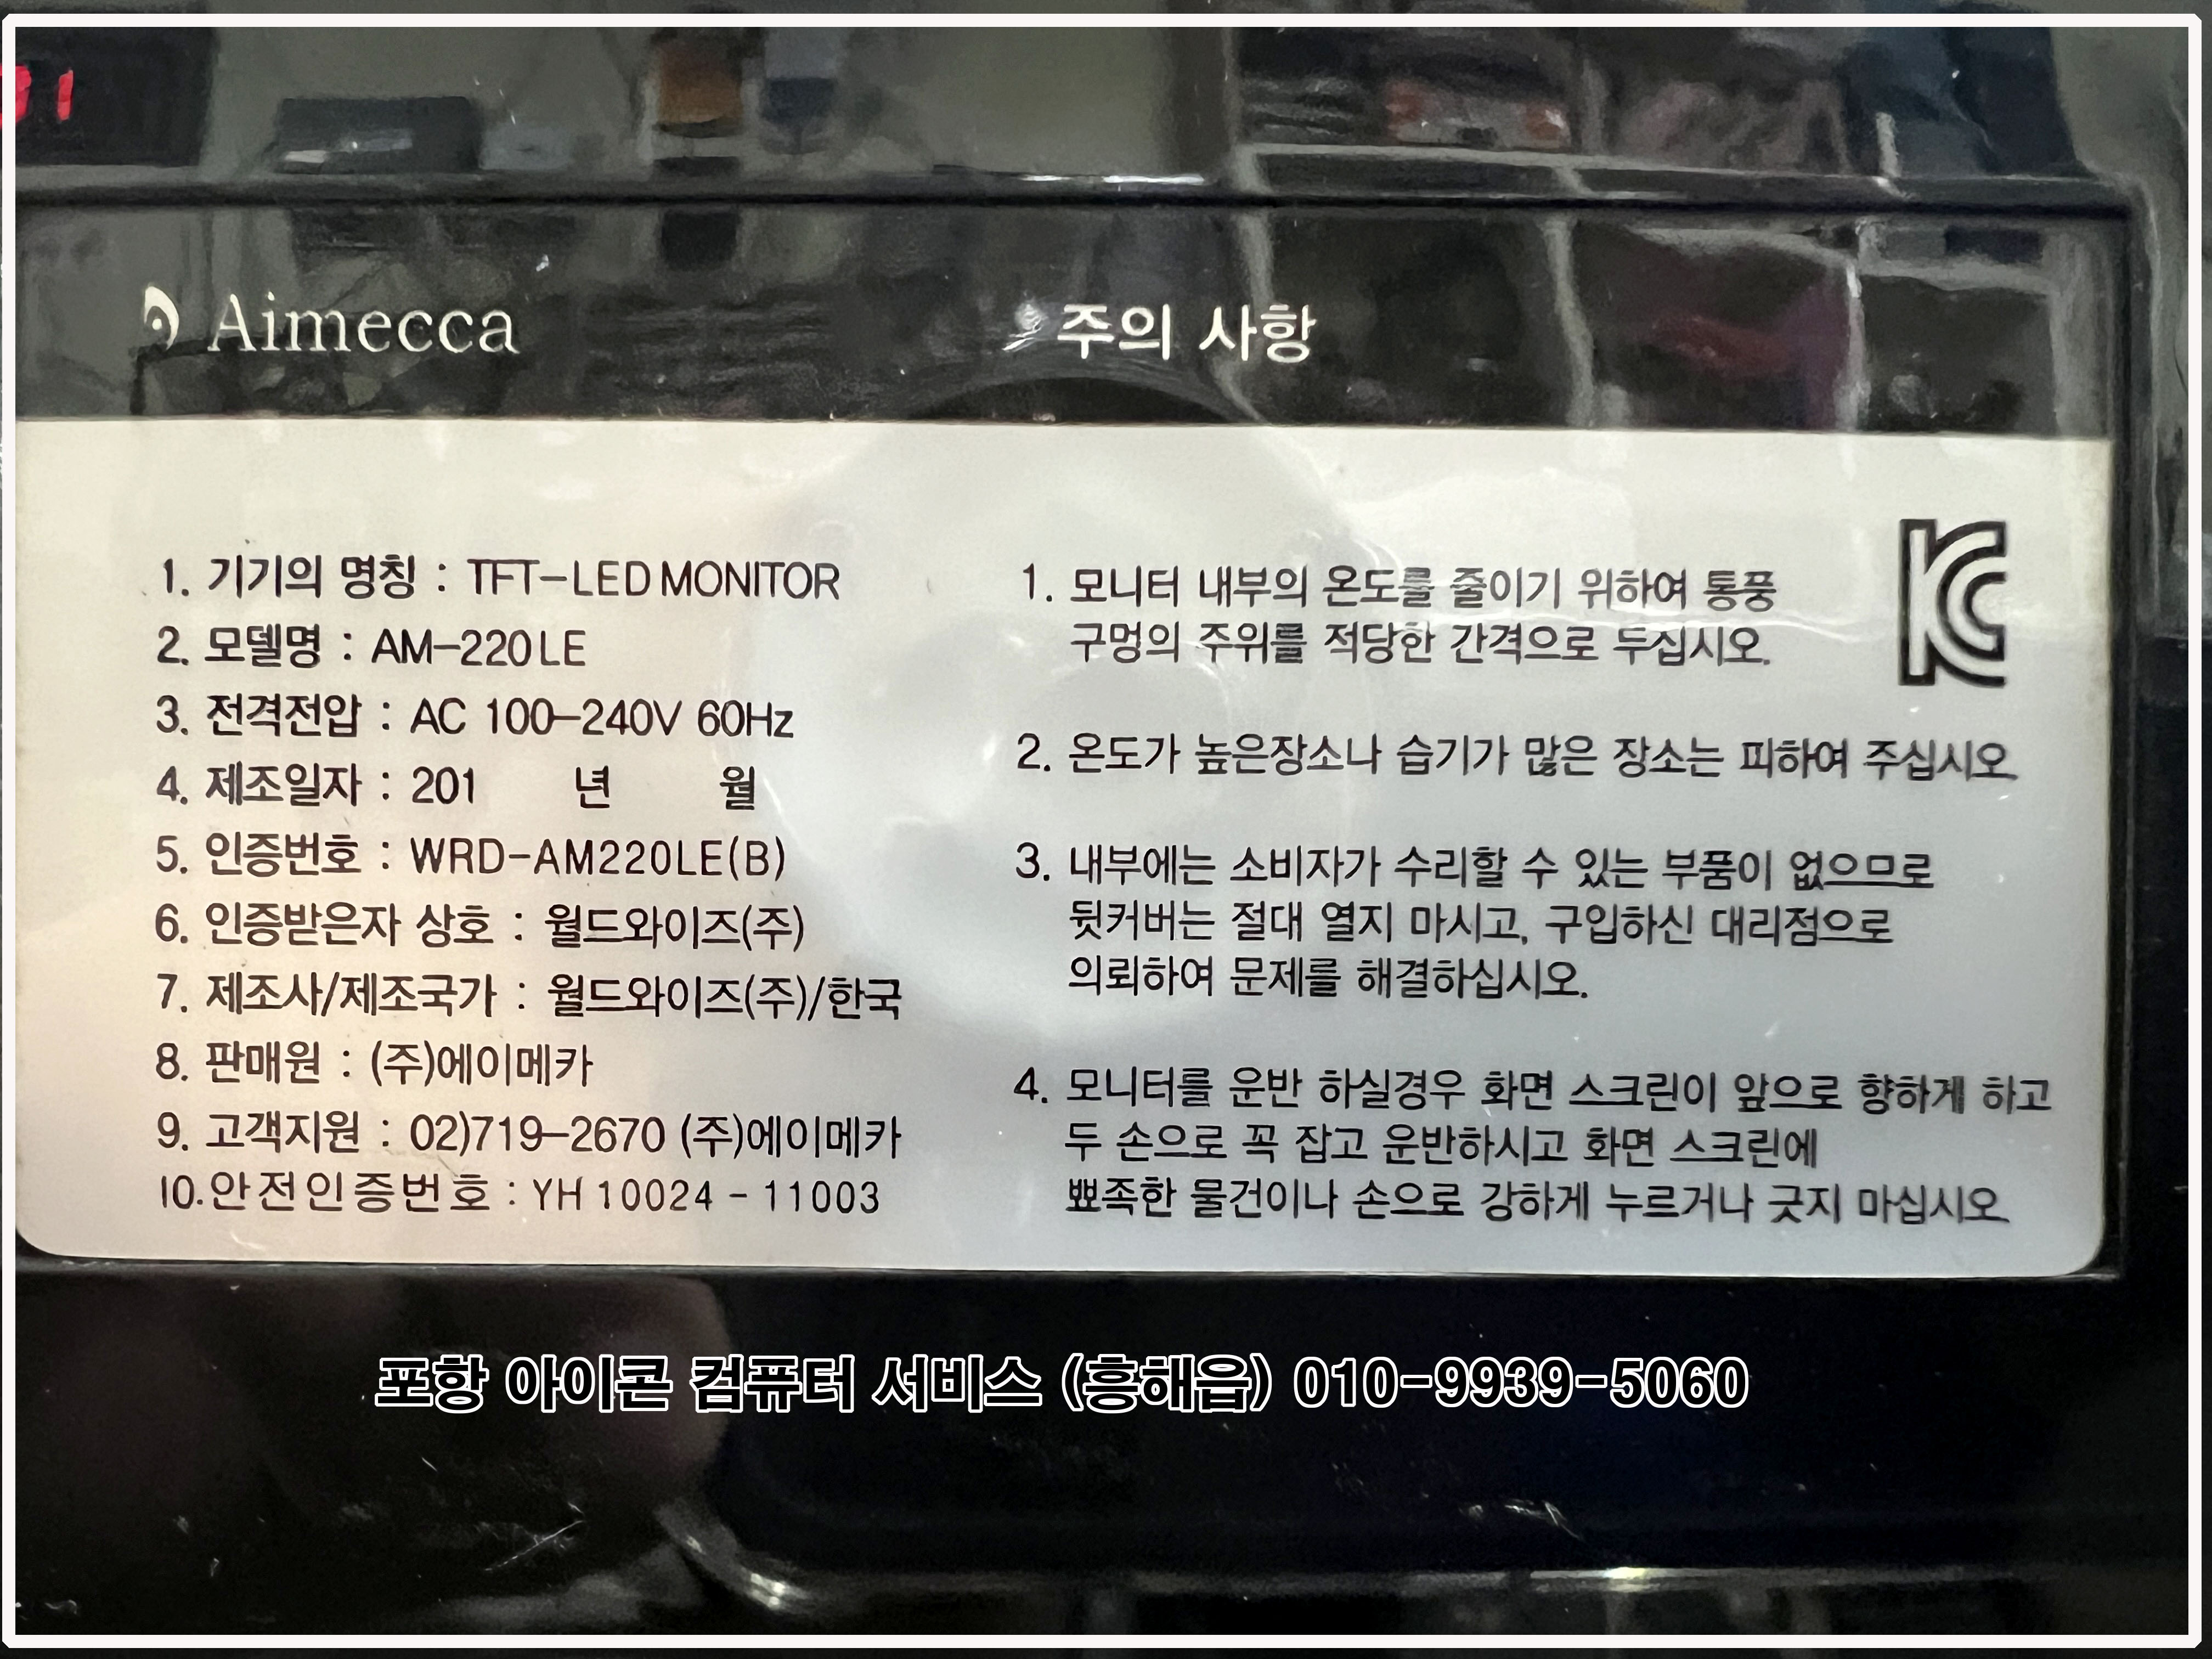 Aimecca
주의 사항
1. 기기의 명칭 : TFT-LED MONITOR
2. 모델명 : AM-220LE
3. 전격전압 : AC 100-240V 60Hz
4. 제조일자 : 201 년 월
5. 인증번호 : WRD-AM220LE(B)
6. 인증받은자 상호 : 월드와이즈(주)
7. 제조사/제조국가 : 월드와이즈(주)/한국
8. 판매원 : (주)에이메카
9. 고객지원 : 02)719-2670 (주)에이메카
10.안전인증번호 : YH 10024 - 11003
1. 모니터 내부의 온도를 줄이기 위하여 통풍
구멍의 주위를 적당한 간격으로 두십시오.
2. 온도가 높은장소나 습기가 많은 장소는 피하여 주십시오.
3. 내부에는 소비자가 수리할 수 있는 부품이 없으므로
뒷커버는 절대 열지 마시고, 구입하신 대리점으로
의뢰하여 문제를 해결하십시오.
4. 모니터를 운반 하실경우 화면 스크린이 앞으로 향하게 하고
두 손으로 꼭 잡고 운반하시고 화면 스크린에
뾰족한 물건이나 손으로 강하게 누르거나 긋지 마십시오.
포항 아이콘 컴퓨터 서비스 (흥해읍) 010-9939-5060